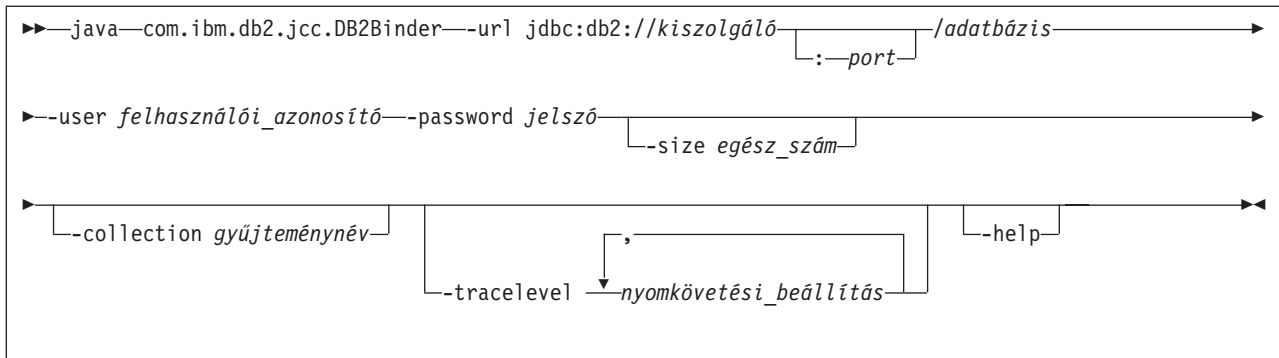 java com.ibm.db2.jcc.DB2Binder -url jdbc:db2://kiszolgáló /adatbázis
: port
-user felhasználói_azonosító -password jelszó
-size egész_szám
-collection gyűjteménynév , -help
-tracelevel nyomkövetési_beállítás